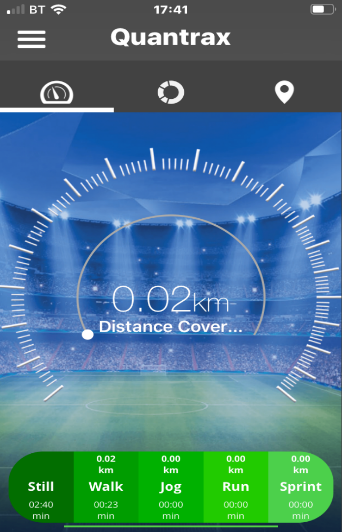 BT 17:41
Quantrax
0.02km
Distance Cover...
0.02 0.00 0.00 0.00
km km km km
Still Walk Jog Run Sprint
02:40 00:23 00:00 00:00 00:00
min min min min min